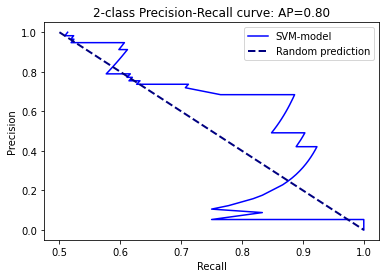 2-class Precision-Recall curve: AP=0.80
SVM-model
Random prediction
Precision
1.0
0.8
0.6
0.4
0.2
0.0
0.5
0.6
0.7
0.8
0.9
1.0
Recall